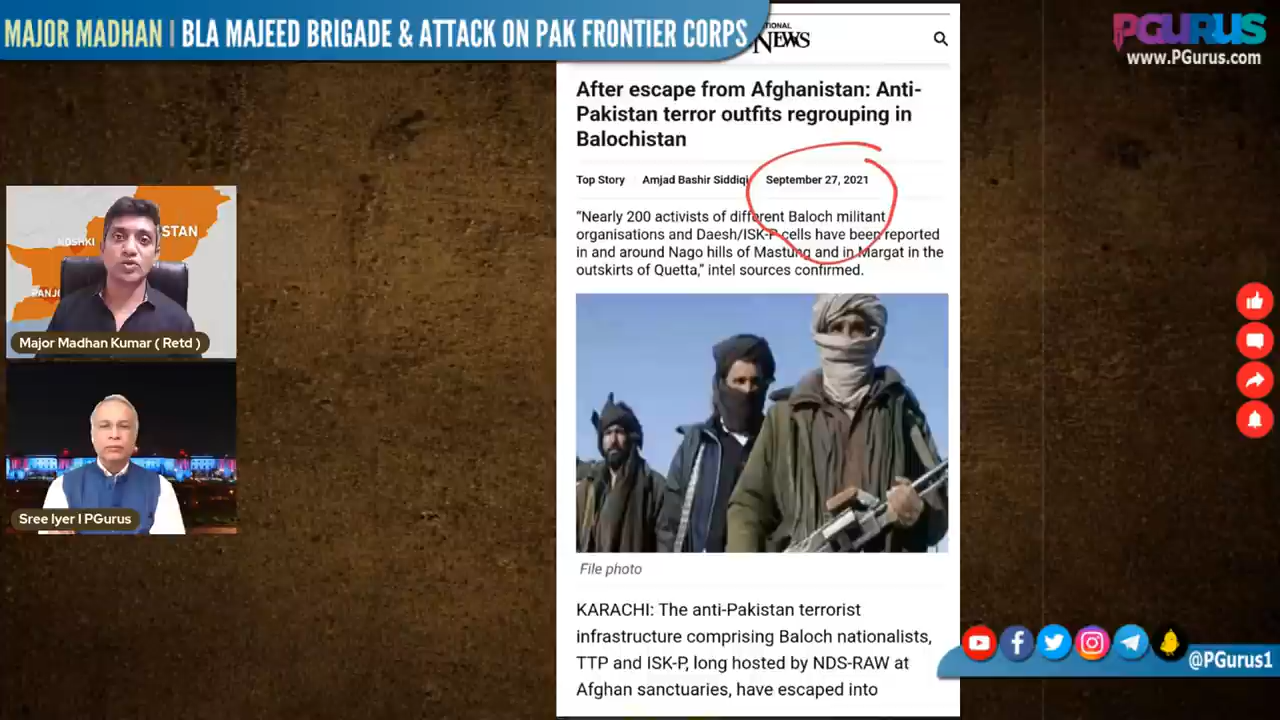 MAJOR MADHAN | BLA MAJEED BRIGADE & ATTACK ON PAK FRONTIER CORPS
PGURUS
www.PGurus.com
NEWS
After escape from Afghanistan: Anti-
Pakistan terror outfits regrouping in
Balochistan
Top Story Amjad Bashir Siddiqi September 27, 2021
“Nearly 200 activists of different Baloch militant
organisations and Daesh/ISK-P cells have been reported
in and around Nago hills of Mastung and in Margat in the
outskirts of Quetta,” intel sources confirmed.
File photo
KARACHI: The anti-Pakistan terrorist
infrastructure comprising Baloch nationalists,
TTP and ISK-P, long hosted by NDS-RAW at
Afghan sanctuaries, have escaped into
NOSHKI
STAN
PANJ
Major Madhan Kumar ( Retd )
Sree Iyer I PGurus
@PGurus1